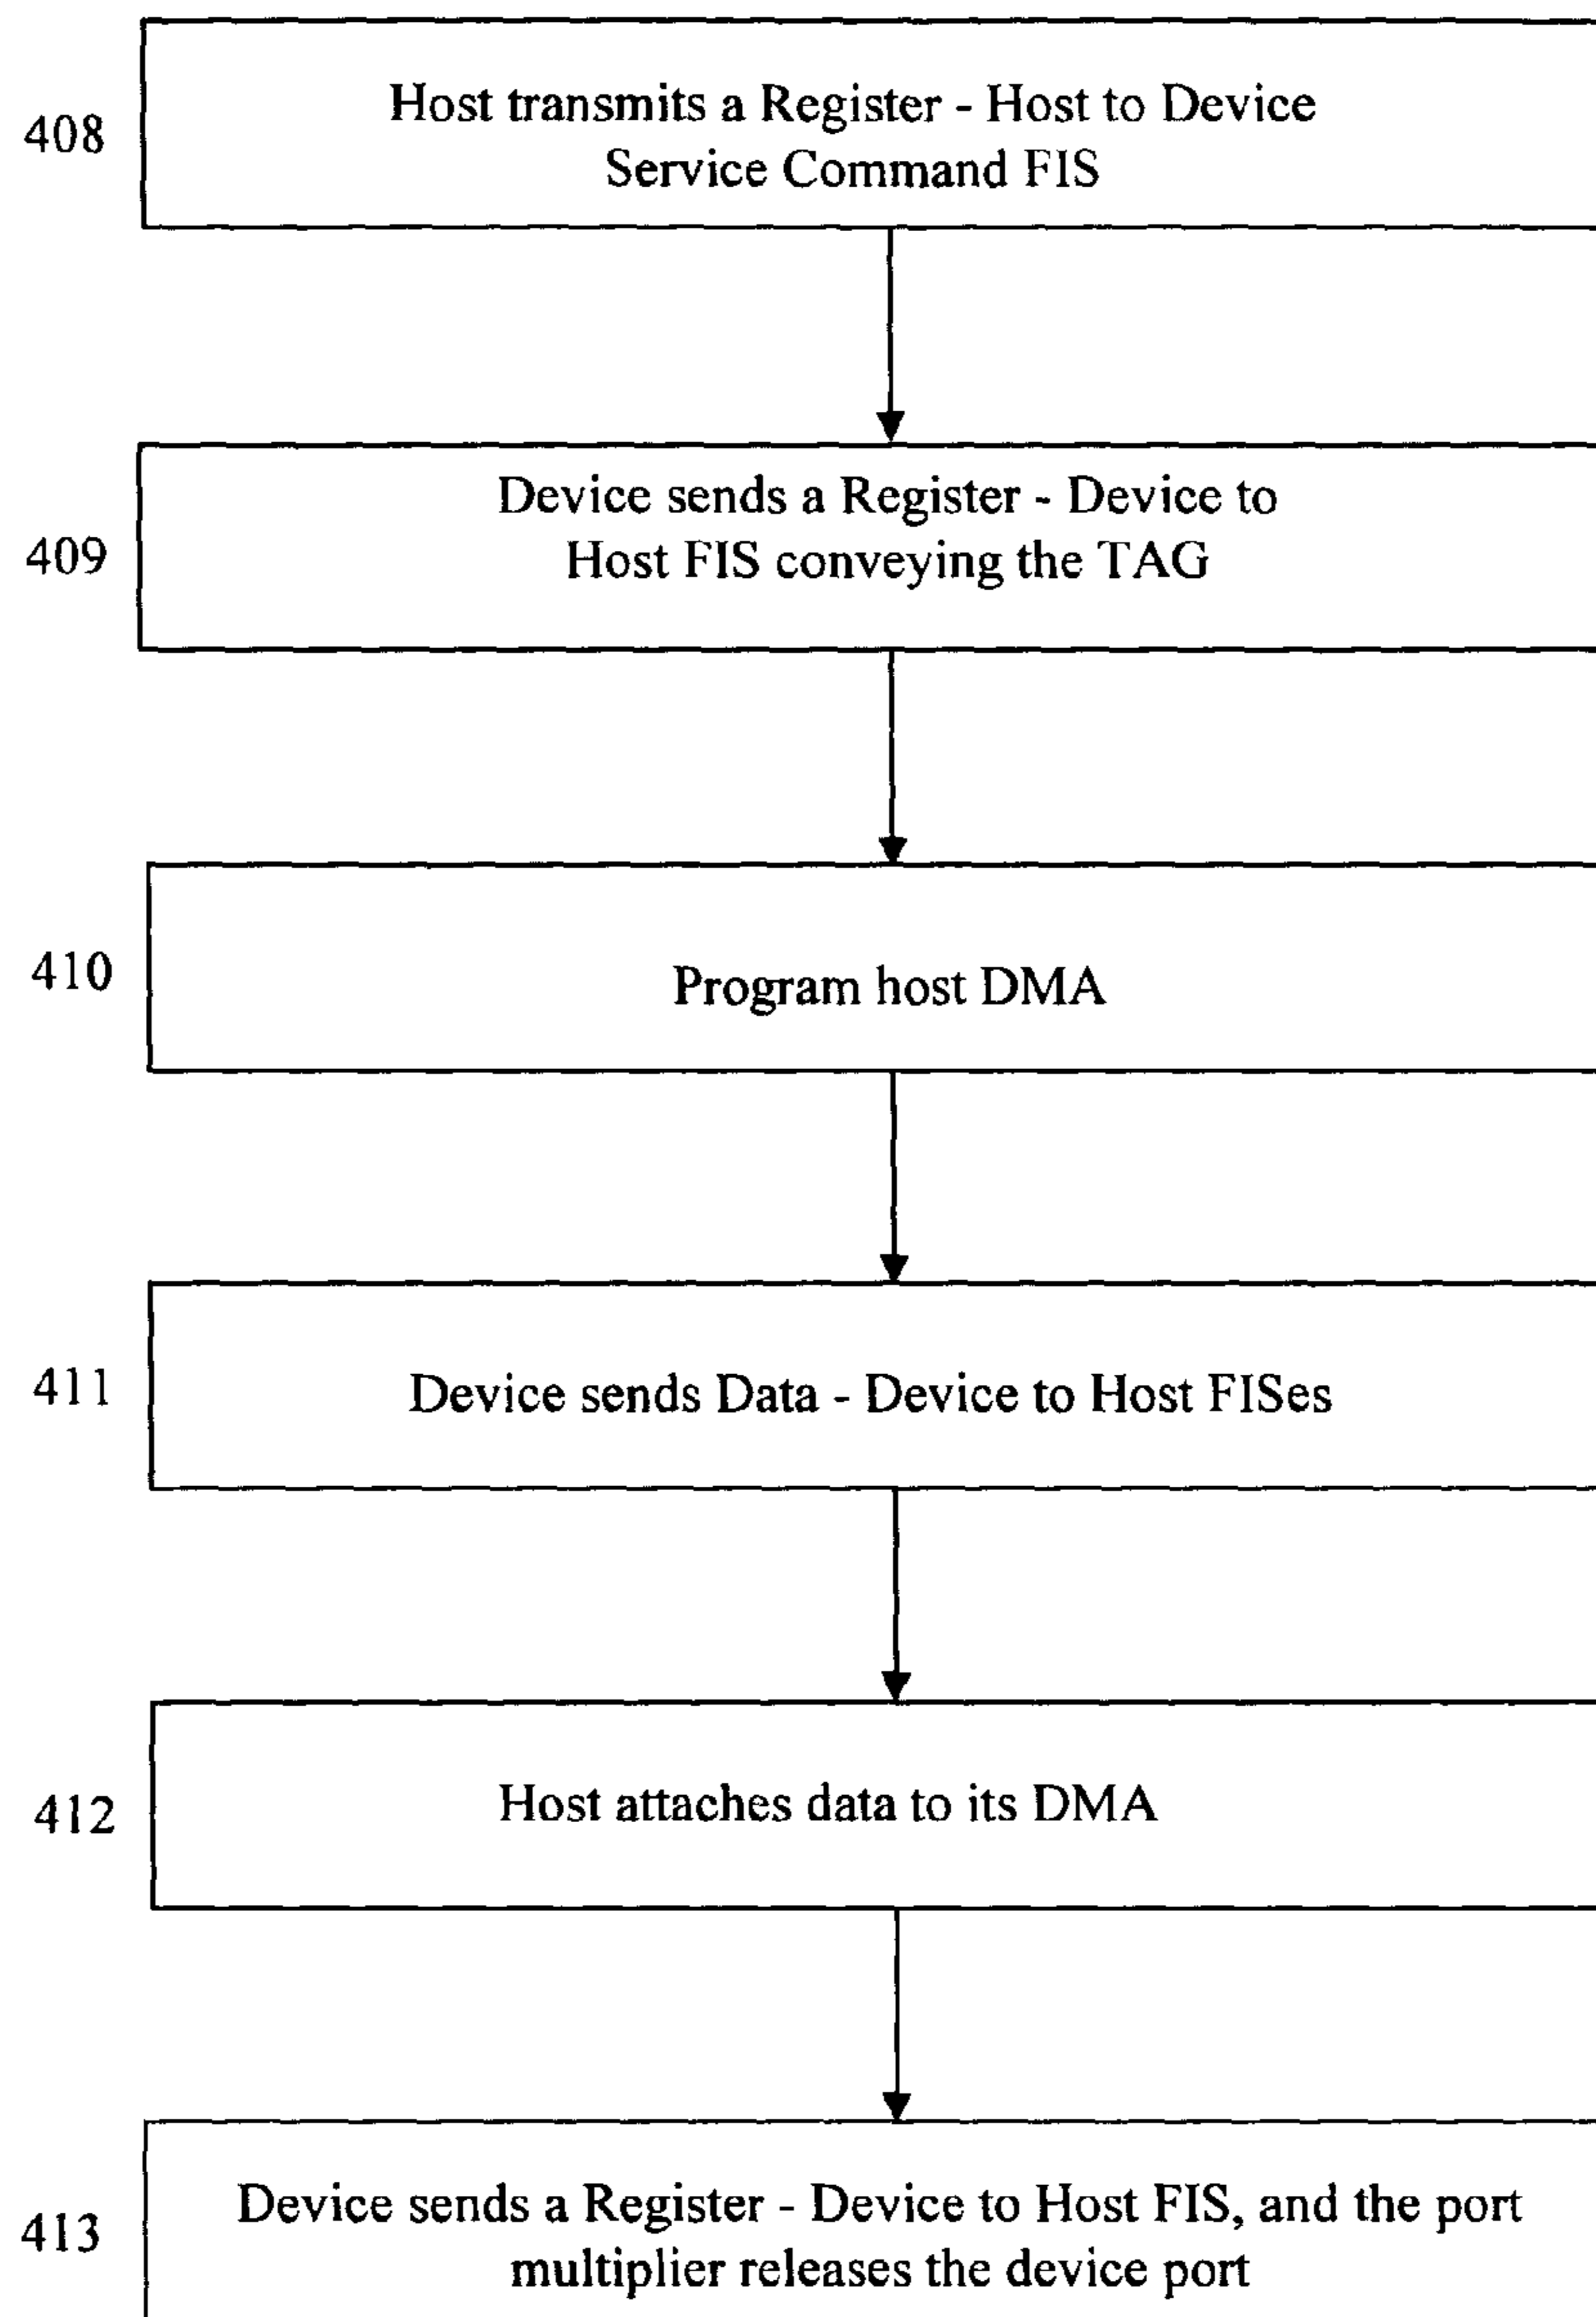 408
Host transmits a Register - Host to Device
Service Command FIS
409
Device sends a Register - Device to
Host FIS conveying the TAG
410
Program host DMA
411
Device sends Data - Device to Host FISes
412
Host attaches data to its DMA
413
Device sends a Register - Device to Host FIS, and the port
multiplier releases the device port